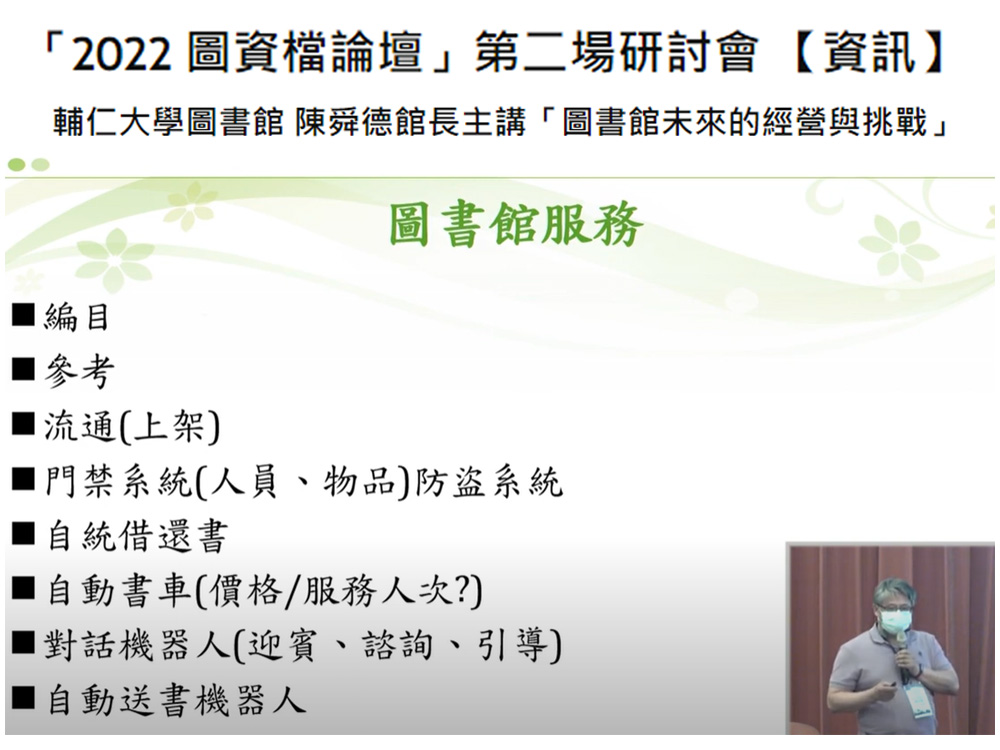 「2022 圖資檔論壇」第二場研討會 【資訊】
輔仁大學圖書館 陳舜德館長主講「圖書館未來的經營與挑戰」
圖書館服務
■編目
■參考
■流通(上架)
■門禁系統(人員、物品)防盜系統
■自統借還書
■自動書車(價格/服務人次?)
■對話機器人(迎賓、諮詢、引導)
■自動送書機器人